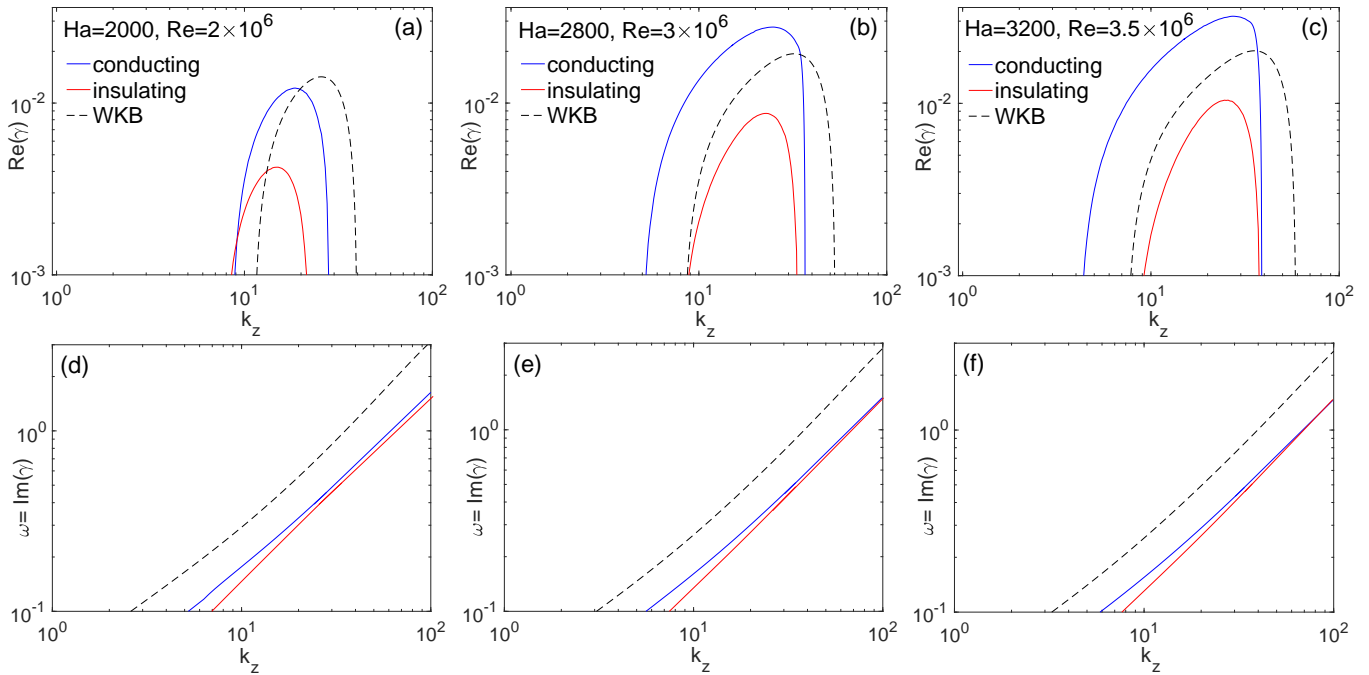 Ha=2000, Re=2×10^6
(a)
conducting
insulating
WKB
Re(γ)
10^-2
10^-3
10^0 10^1 10^2
k_z
Ha=2800, Re=3×10^6
(b)
conducting
insulating
WKB
Re(γ)
10^-2
10^-3
10^0 10^1 10^2
k_z
Ha=3200, Re=3.5×10^6
(c)
conducting
insulating
WKB
Re(γ)
10^-2
10^-3
10^0 10^1 10^2
k_z
(d)
ω= Im(γ)
10^0
10^-1
10^0 10^1 10^2
k_z
(e)
ω= Im(γ)
10^0
10^-1
10^0 10^1 10^2
k_z
(f)
ω= Im(γ)
10^0
10^-1
10^0 10^1 10^2
k_z